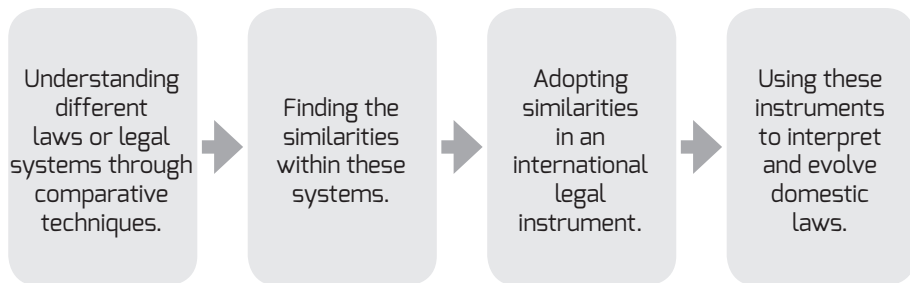 Understanding
different
laws or legal
systems through
comparative
techniques.
Finding the
similarities
within these
systems.
Adopting
similarities
in an
international
legal
instrument.
Using these
instruments
to interpret
and evolve
domestic
laws.